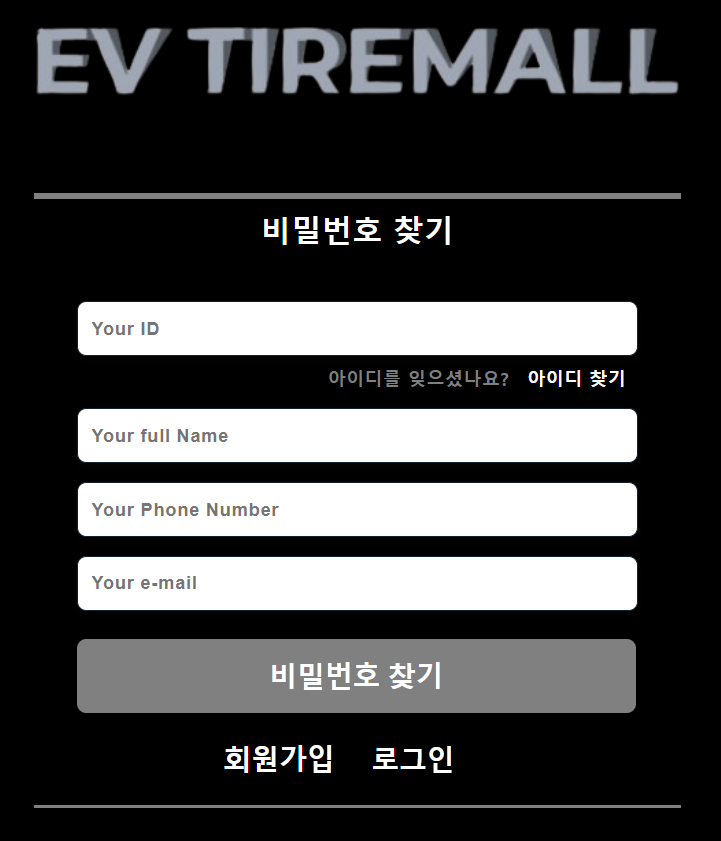 EV TIREMALL
비밀번호 찾기
Your ID
아이디를 잊으셨나요? 아이디 찾기
Your full Name
Your Phone Number
Your e-mail
비밀번호 찾기
회원가입 로그인